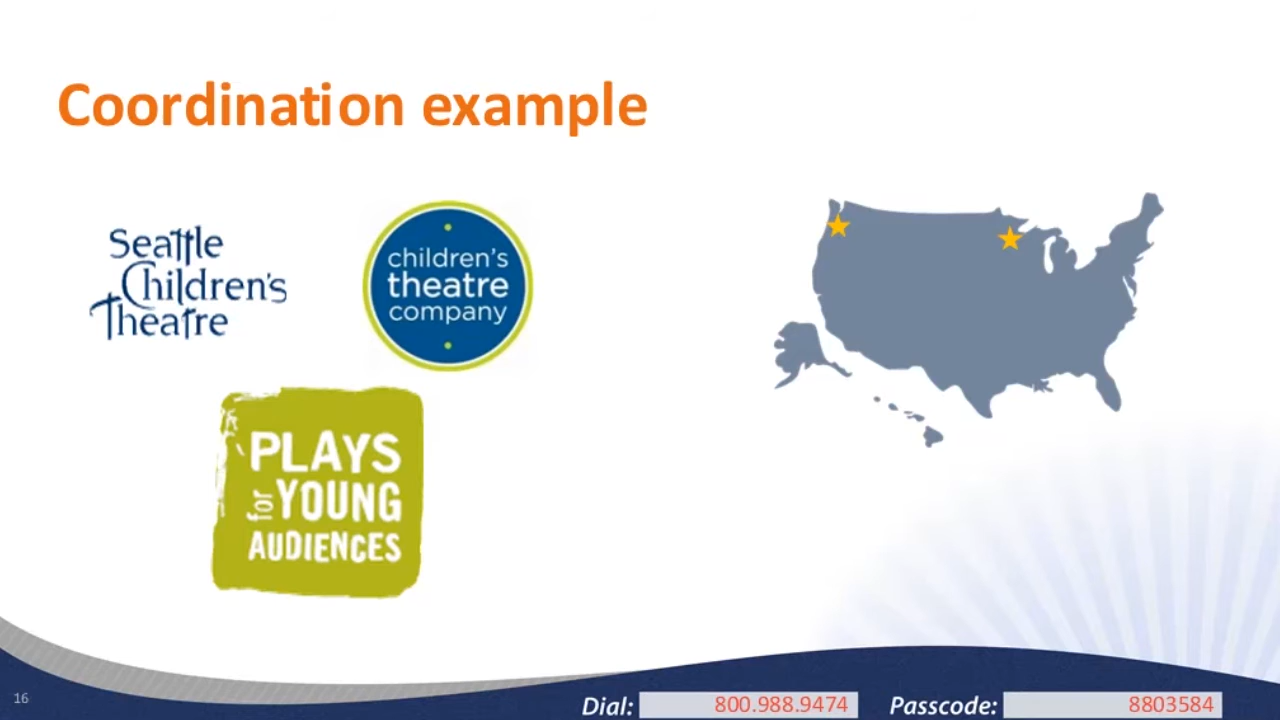 Coordination example
Seattle
Children's
Theatre
children's
theatre
company
PLAYS
for YOUNG
AUDIENCES
16
Dial: 800.988.9474 Passcode: 8803584